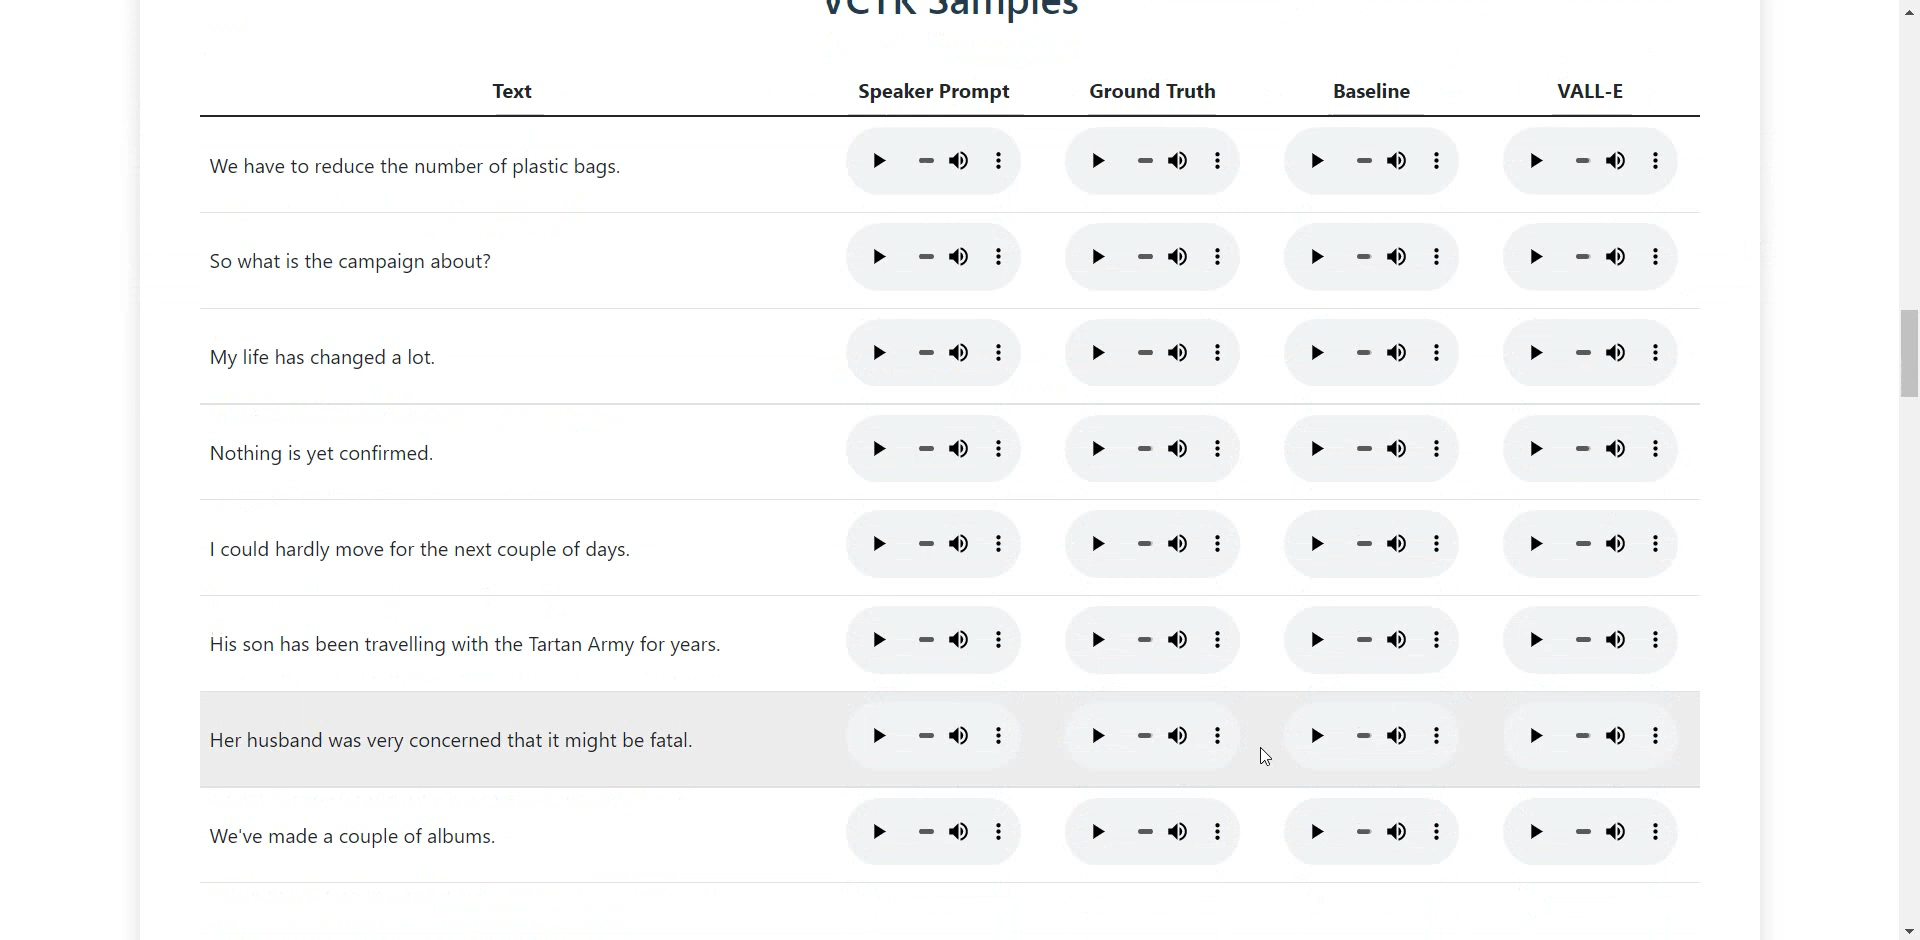 VCTK Samples
Text Speaker Prompt Ground Truth Baseline VALL-E
We have to reduce the number of plastic bags.
So what is the campaign about?
My life has changed a lot.
Nothing is yet confirmed.
I could hardly move for the next couple of days.
His son has been travelling with the Tartan Army for years.
Her husband was very concerned that it might be fatal.
We've made a couple of albums.